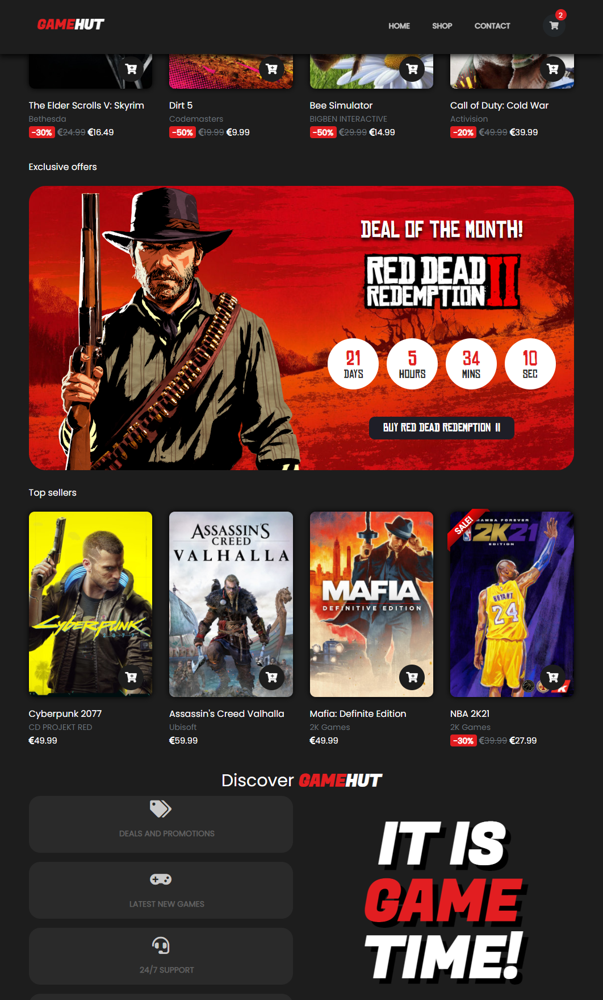 GAMEHUT
HOME SHOP CONTACT 2
The Elder Scrolls V: Skyrim
Bethesda
-30% €24.99 €16.49
Dirt 5
Codemasters
-50% €19.99 €9.99
Bee Simulator
BIGBEN INTERACTIVE
-50% €29.99 €14.99
Call of Duty: Cold War
Activision
-20% €49.99 €39.99
Exclusive offers
DEAL OF THE MONTH!
RED DEAD
REDEMPTION II
21 DAYS
5 HOURS
34 MINS
10 SEC
BUY RED DEAD REDEMPTION II
Top sellers
Cyberpunk
2077
Cyberpunk 2077
CD PROJEKT RED
€49.99
ASSASSIN'S
CREED
VALHALLA
Assassin's Creed Valhalla
Ubisoft
€59.99
MAFIA
DEFINITIVE EDITION
Mafia: Definite Edition
2K Games
€49.99
SALE!
MAMBA FOREVER
2K21
EDITION
BRYANT
24
NBA 2K21
2K Games
-30% €39.99 €27.99
Discover GAMEHUT
DEALS AND PROMOTIONS
LATEST NEW GAMES
24/7 SUPPORT
IT IS
GAME
TIME!